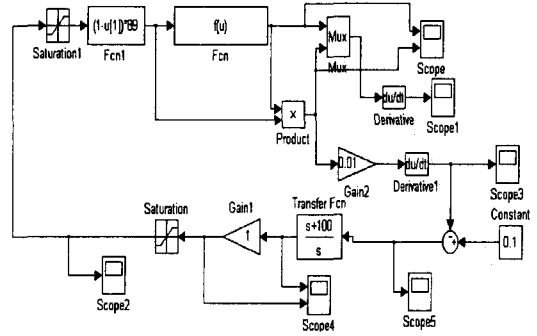 (1-u[1])*89
f(u)
Saturation1
Fcn1
Fcn
Mux
Mux
Scope
du/dt
Derivative
Scope1
x
Product
0.01
Gain2
du/dt
Derivative1
Scope3
Saturation
Gain1
Transfer Fcn
Constant
1
s+100
s
-
+
0.1
Scope2
Scope4
Scope5